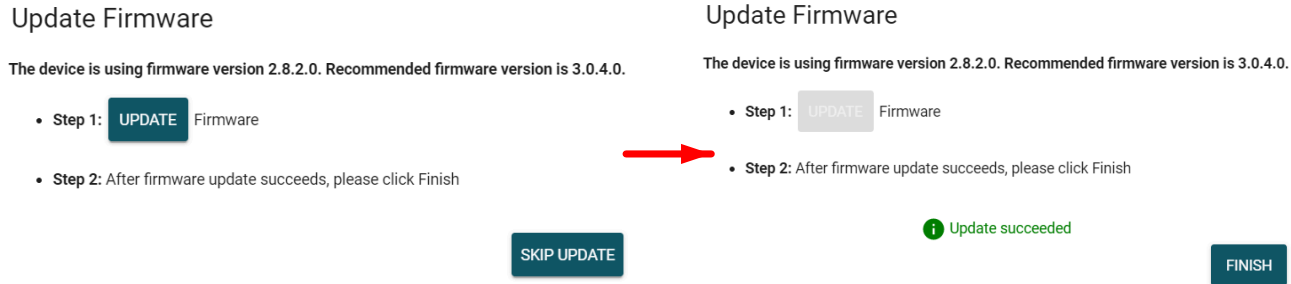 Update Firmware
The device is using firmware version 2.8.2.0. Recommended firmware version is 3.0.4.0.
• Step 1: UPDATE Firmware
• Step 2: After firmware update succeeds, please click Finish
SKIP UPDATE
Update Firmware
The device is using firmware version 2.8.2.0. Recommended firmware version is 3.0.4.0.
• Step 1: UPDATE Firmware
• Step 2: After firmware update succeeds, please click Finish
i Update succeeded
FINISH